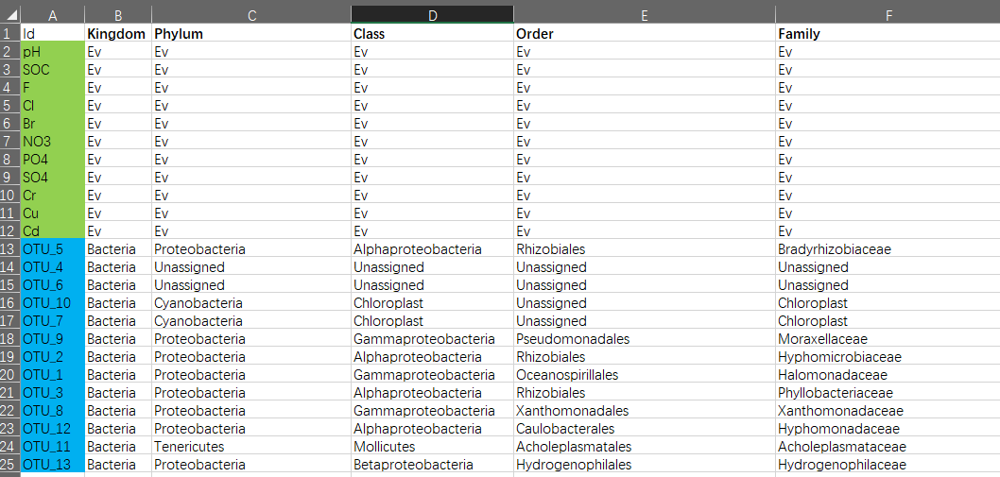 A B C D E F
1 Id Kingdom Phylum Class Order Family
2 pH Ev Ev Ev Ev Ev
3 SOC Ev Ev Ev Ev Ev
4 F Ev Ev Ev Ev Ev
5 Cl Ev Ev Ev Ev Ev
6 Br Ev Ev Ev Ev Ev
7 NO3 Ev Ev Ev Ev Ev
8 PO4 Ev Ev Ev Ev Ev
9 SO4 Ev Ev Ev Ev Ev
10 Cr Ev Ev Ev Ev Ev
11 Cu Ev Ev Ev Ev Ev
12 Cd Ev Ev Ev Ev Ev
13 OTU_5 Bacteria Proteobacteria Alphaproteobacteria Rhizobiales Bradyrhizobiaceae
14 OTU_4 Bacteria Unassigned Unassigned Unassigned Unassigned
15 OTU_6 Bacteria Unassigned Unassigned Unassigned Unassigned
16 OTU_10 Bacteria Cyanobacteria Chloroplast Unassigned Chloroplast
17 OTU_7 Bacteria Cyanobacteria Chloroplast Unassigned Chloroplast
18 OTU_9 Bacteria Proteobacteria Gammaproteobacteria Pseudomonadales Moraxellaceae
19 OTU_2 Bacteria Proteobacteria Alphaproteobacteria Rhizobiales Hyphomicrobiaceae
20 OTU_1 Bacteria Proteobacteria Gammaproteobacteria Oceanospirillales Halomonadaceae
21 OTU_3 Bacteria Proteobacteria Alphaproteobacteria Rhizobiales Phyllobacteriaceae
22 OTU_8 Bacteria Proteobacteria Gammaproteobacteria Xanthomonadales Xanthomonadaceae
23 OTU_12 Bacteria Proteobacteria Alphaproteobacteria Caulobacterales Hyphomonadaceae
24 OTU_11 Bacteria Tenericutes Mollicutes Acholeplasmatales Acholeplasmataceae
25 OTU_13 Bacteria Proteobacteria Betaproteobacteria Hydrogenophilales Hydrogenophilaceae